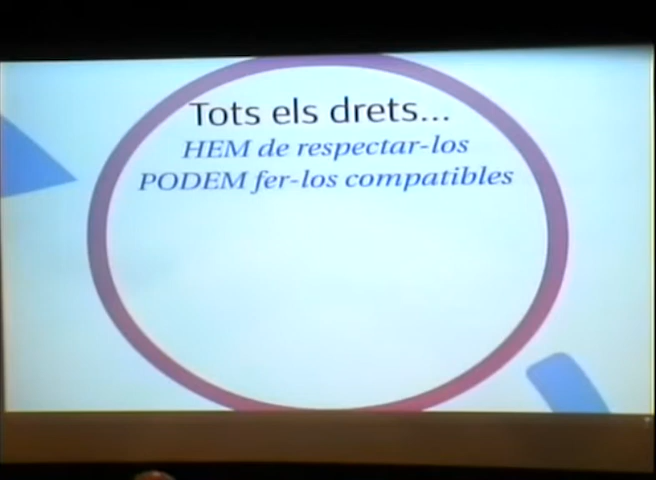 Tots els drets...
HEM de respectar-los
PODEM fer-los compatibles